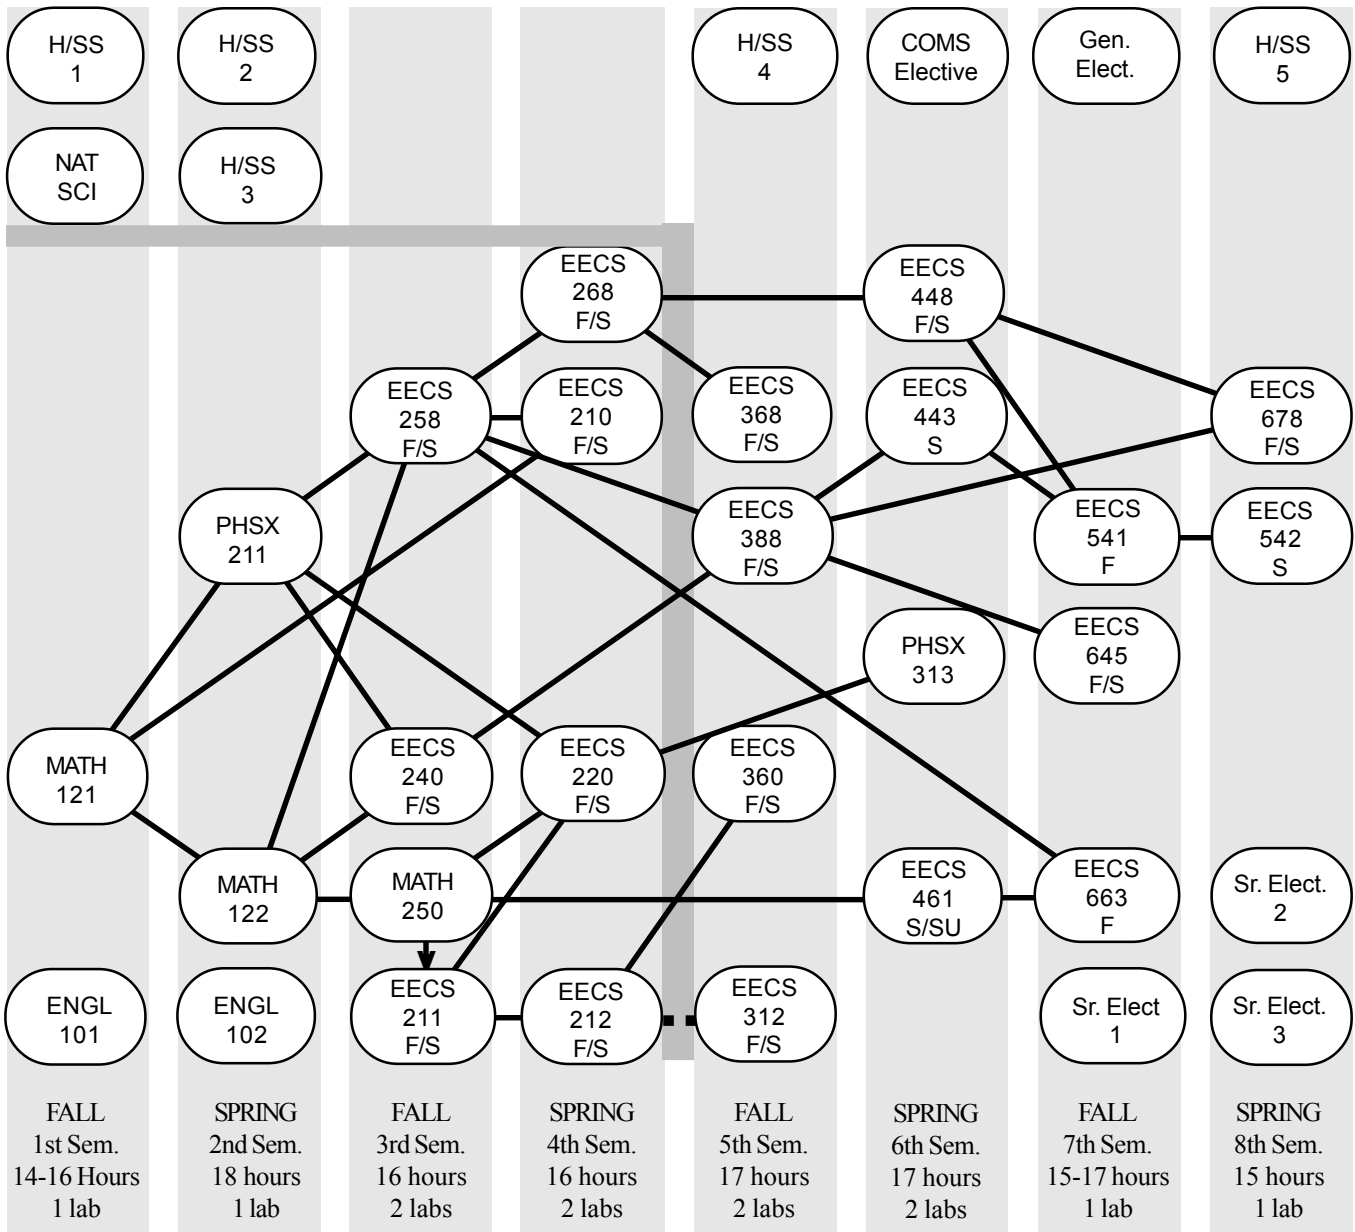 H/SS
1
H/SS
2
H/SS
4
COMS
Elective
Gen.
Elect.
H/SS
5
NAT
SCI
H/SS
3
EECS
268
F/S
EECS
448
F/S
EECS
258
F/S
EECS
210
F/S
EECS
368
F/S
EECS
443
S
EECS
678
F/S
PHSX
211
EECS
388
F/S
EECS
541
F
EECS
542
S
PHSX
313
EECS
645
F/S
MATH
121
EECS
240
F/S
EECS
220
F/S
EECS
360
F/S
MATH
122
MATH
250
EECS
461
S/SU
EECS
663
F
Sr. Elect.
2
ENGL
101
ENGL
102
EECS
211
F/S
EECS
212
F/S
EECS
312
F/S
Sr. Elect
1
Sr. Elect.
3
FALL
1st Sem.
14-16 Hours
1 lab
SPRING
2nd Sem.
18 hours
1 lab
FALL
3rd Sem.
16 hours
2 labs
SPRING
4th Sem.
16 hours
2 labs
FALL
5th Sem.
17 hours
2 labs
SPRING
6th Sem.
17 hours
2 labs
FALL
7th Sem.
15-17 hours
1 lab
SPRING
8th Sem.
15 hours
1 lab